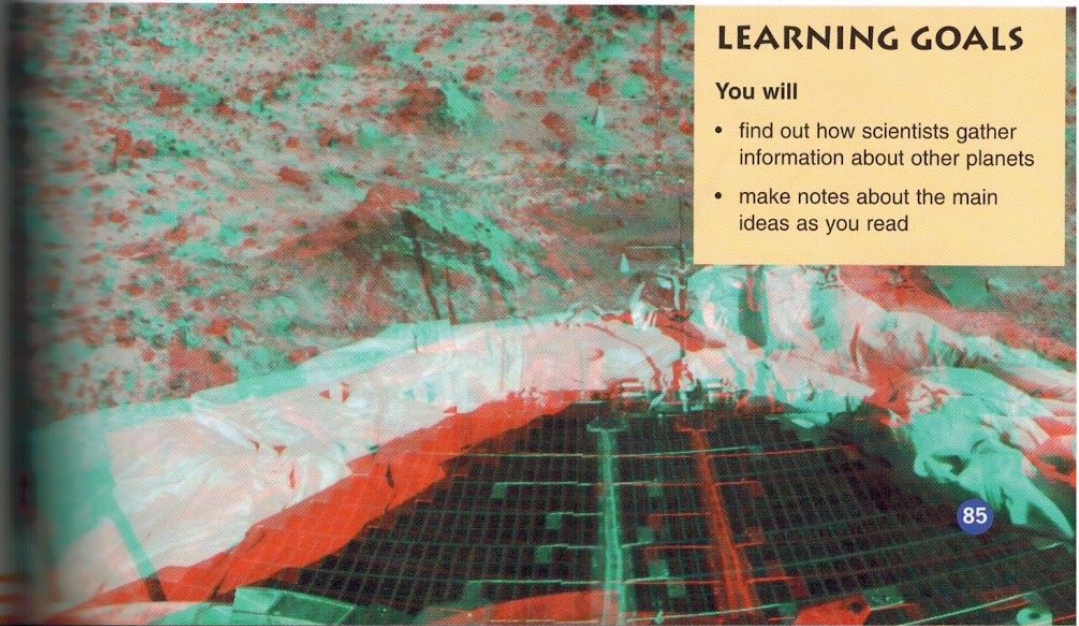 LEARNING GOALS
You will
• find out how scientists gather
information about other planets
• make notes about the main
ideas as you read
85